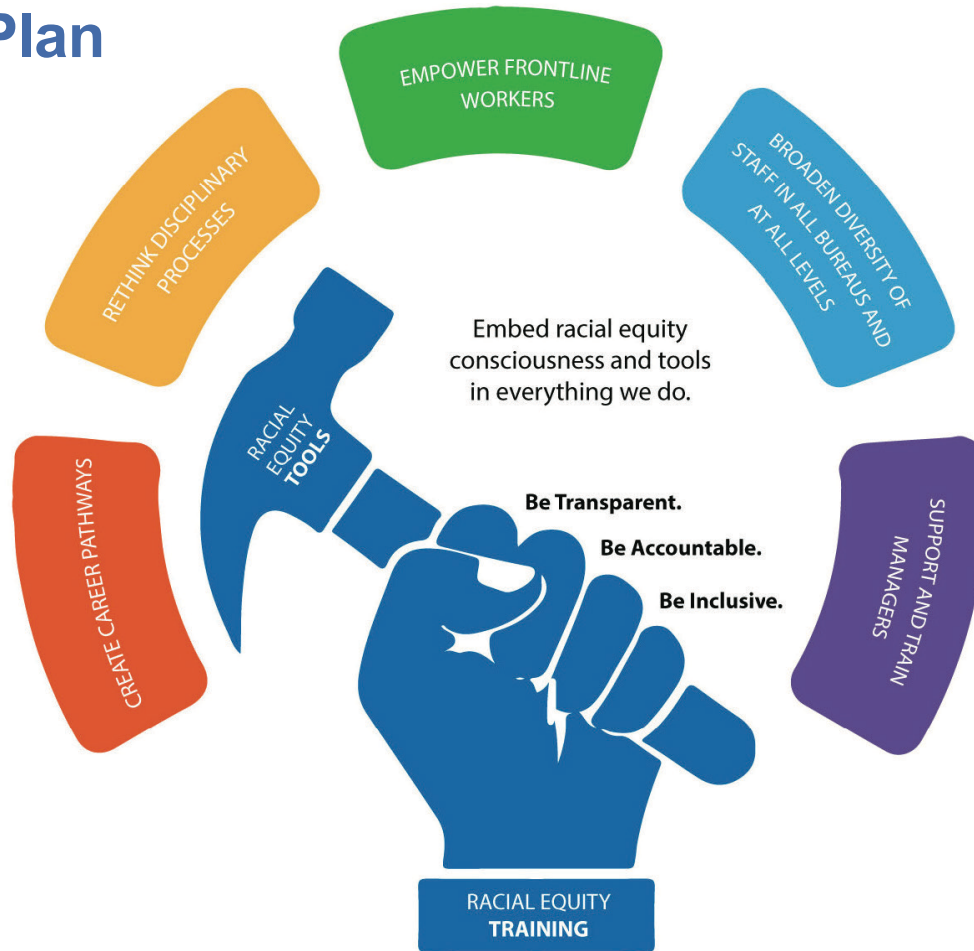 Plan
EMPOWER FRONTLINE
WORKERS
RETHINK DISCIPLINARY
PROCESSES
BROADEN DIVERSITY OF
STAFF IN ALL BUREAUS AND
AT ALL LEVELS
CREATE CAREER PATHWAYS
SUPPORT AND TRAIN
MANAGERS
Embed racial equity
consciousness and tools
in everything we do.
RACIAL
EQUITY
TOOLS
Be Transparent.
Be Accountable.
Be Inclusive.
RACIAL EQUITY
TRAINING